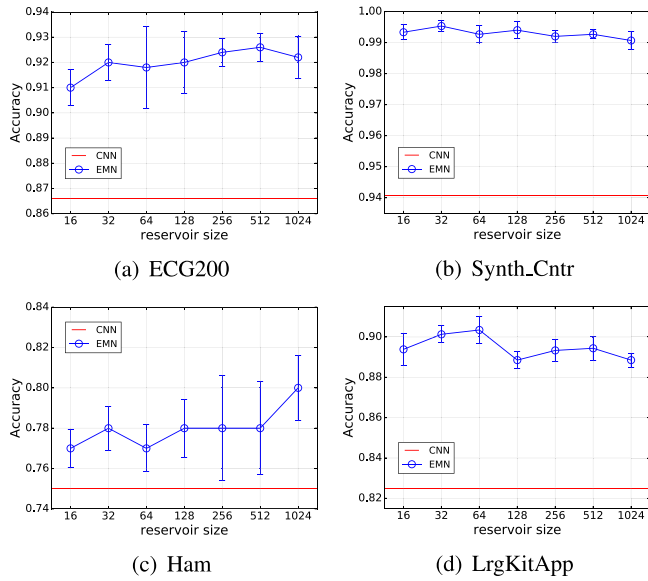 0.94
0.93
0.92
0.91
0.90
0.89
0.88
0.87
0.86
Accuracy
CNN
EMN
16 32 64 128 256 512 1024
reservoir size
(a) ECG200
1.00
0.99
0.98
0.97
0.96
0.95
0.94
Accuracy
CNN
EMN
16 32 64 128 256 512 1024
reservoir size
(b) Synth_Cntr
0.84
0.82
0.80
0.78
0.76
0.74
Accuracy
CNN
EMN
16 32 64 128 256 512 1024
reservoir size
(c) Ham
0.90
0.88
0.86
0.84
0.82
Accuracy
CNN
EMN
16 32 64 128 256 512 1024
reservoir size
(d) LrgKitApp